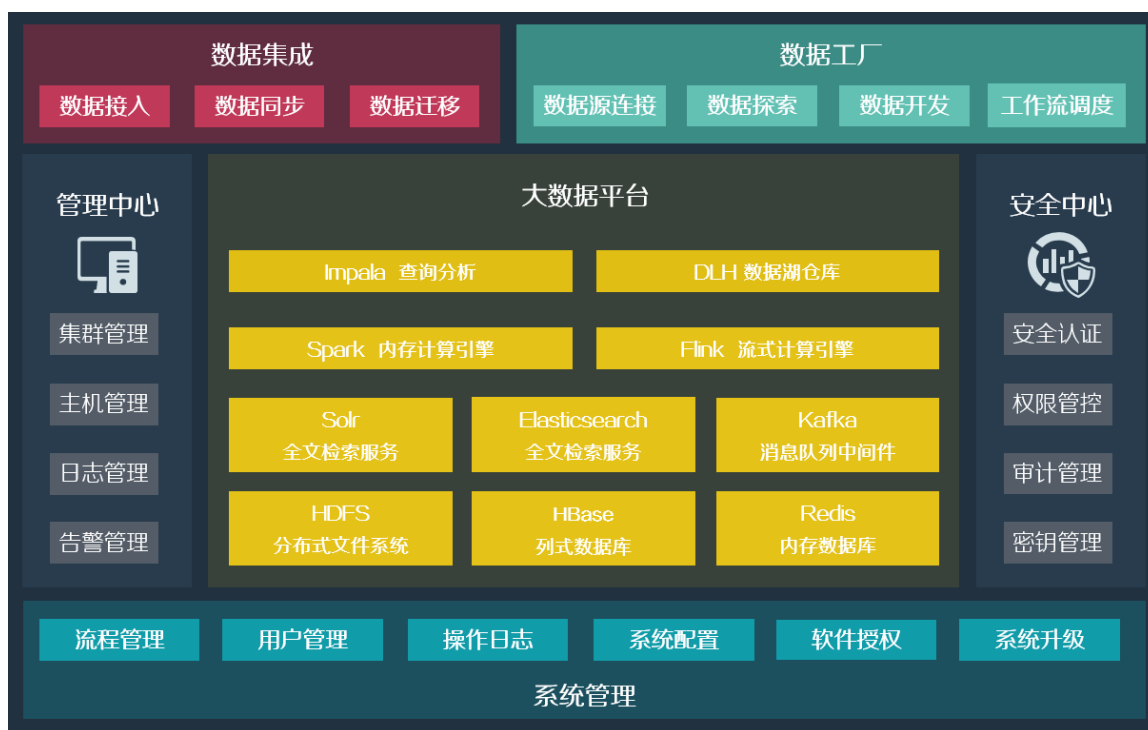 数据集成
数据接入 数据同步 数据迁移
数据工厂
数据源连接 数据探索 数据开发 工作流调度
管理中心
集群管理
主机管理
日志管理
告警管理
大数据平台
Impala 查询分析
DLH 数据湖仓库
Spark 内存计算引擎
Flink 流式计算引擎
Solr
全文检索服务
Elasticsearch
全文检索服务
Kafka
消息队列中间件
HDFS
分布式文件系统
HBase
列式数据库
Redis
内存数据库
安全中心
安全认证
权限管控
审计管理
密钥管理
流程管理 用户管理 操作日志 系统配置 软件授权 系统升级
系统管理